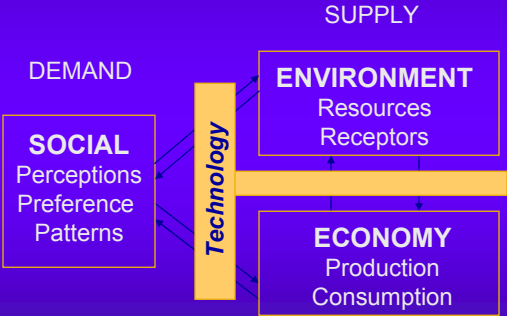 SUPPLY
DEMAND
ENVIRONMENT
Resources
Receptors
SOCIAL
Perceptions
Preference
Patterns
Technology
ECONOMY
Production
Consumption